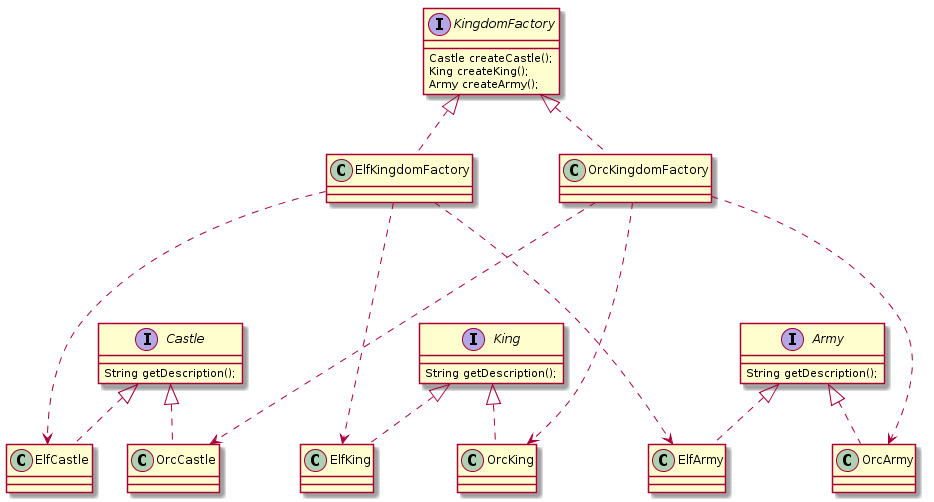 I KingdomFactory
Castle createCastle();
King createKing();
Army createArmy();
C ElfKingdomFactory
C OrcKingdomFactory
I Castle
String getDescription();
I King
String getDescription();
I Army
String getDescription();
C ElfCastle
C OrcCastle
C ElfKing
C OrcKing
C ElfArmy
C OrcArmy